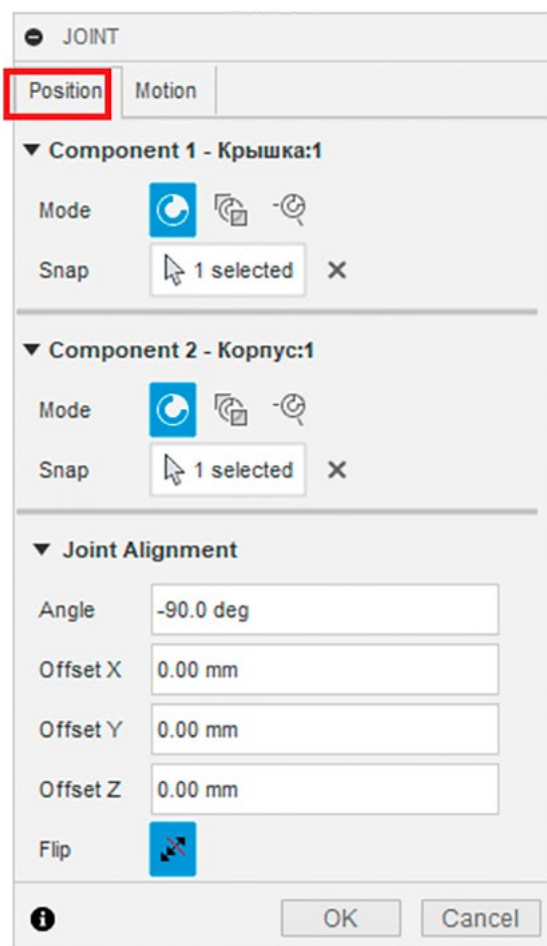 JOINT
Position Motion
Component 1 - Крышка:1
Mode
Snap 1 selected
Component 2 - Корпус:1
Mode
Snap 1 selected
Joint Alignment
Angle -90.0 deg
Offset X 0.00 mm
Offset Y 0.00 mm
Offset Z 0.00 mm
Flip
OK Cancel